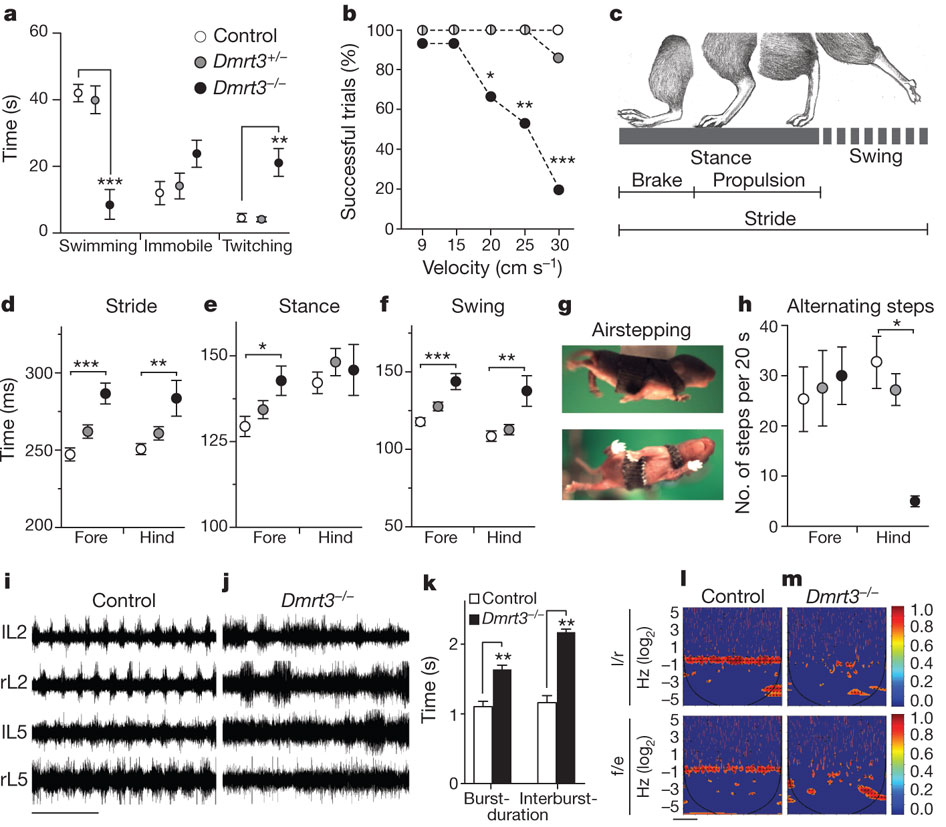 a
60
40
20
0
Time (s)
Control
Dmrt3+/−
Dmrt3−/−
***
**
Swimming Immobile Twitching
b
100
80
60
40
20
0
Successful trials (%)
*
**
***
9 15 20 25 30
Velocity (cm s−1)
c
Stance Swing
Brake Propulsion
Stride
d Stride
300
250
200
Time (ms)
*** **
Fore Hind
e Stance
150
125
100
*
Fore Hind
f Swing
150
100
50
*** **
Fore Hind
g
Airstepping
h Alternating steps
40
30
20
10
0
No. of steps per 20 s
*
Fore Hind
i Control
j Dmrt3−/−
lL2
rL2
lL5
rL5
k
Control
Dmrt3−/−
2
1
0
Time (s)
** **
Burst- Interburst-
duration
l Control
m Dmrt3−/−
l/r
Hz (log2)
5
3
1
−1
−3
−5
1.0
0.8
0.6
0.4
0.2
0.0
f/e
Hz (log2)
5
3
1
−1
−3
−5
1.0
0.8
0.6
0.4
0.2
0.0